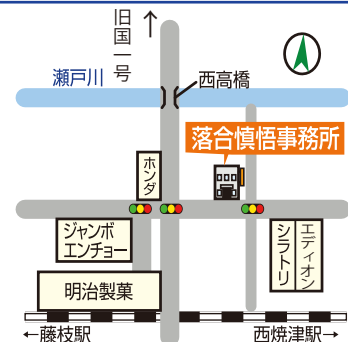 旧国一号
瀬戸川
西高橋
落合慎悟事務所
ホンダ
ジャンボ
エンチョー
シラトリ
エディオン
明治製菓
←藤枝駅
西焼津駅→